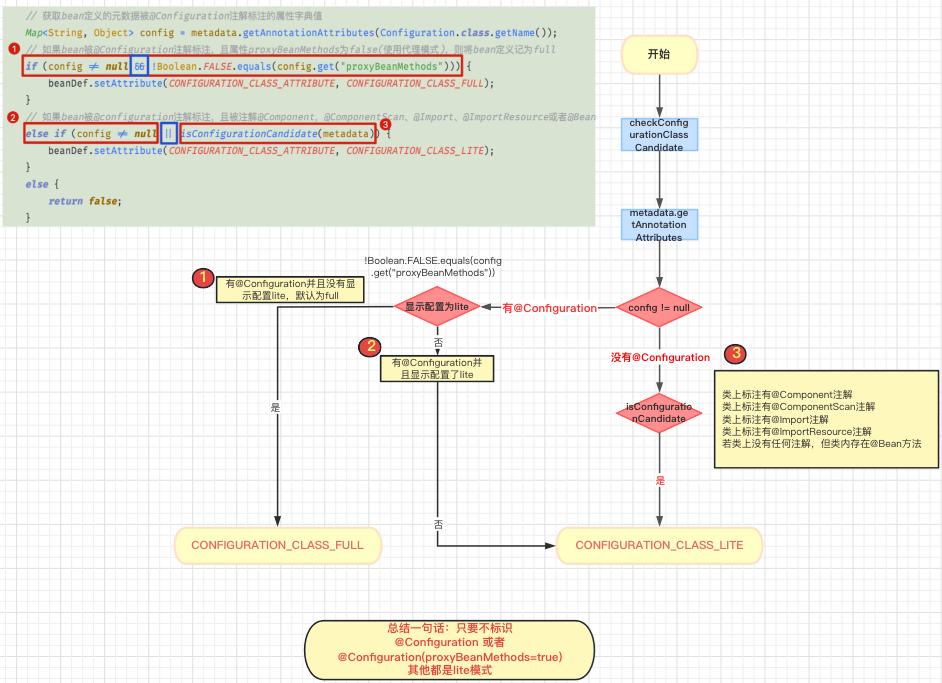 // 获取bean定义的元数据被@Configuration注解标注的属性字典值
Map<String, Object> config = metadata.getAnnotationAttributes(Configuration.class.getName());
1
// 如果bean被@Configuration注解标注，且属性proxyBeanMethods为false(使用代理模式)，则将bean定义记为full
if (config ≠ null && !Boolean.FALSE.equals(config.get("proxyBeanMethods"))) {
beanDef.setAttribute(CONFIGURATION_CLASS_ATTRIBUTE, CONFIGURATION_CLASS_FULL);
}
2
// 如果bean被@configuration注解标注，且被注解@Component、@ComponentScan、@Import、@ImportResource或者@Bean
else if (config ≠ null || isConfigurationCandidate(metadata)) {
3
beanDef.setAttribute(CONFIGURATION_CLASS_ATTRIBUTE, CONFIGURATION_CLASS_LITE);
}
else {
return false;
}
开始
checkConfig
urationClass
Candidate
metadata.ge
tAnnotation
Attributes
!Boolean.FALSE.equals(config
.get("proxyBeanMethods"))
1
有@Configuration并且没有显
示配置lite，默认为full
显示配置为lite
有@Configuration
config != null
否
2
有@Configuration并
且显示配置了lite
没有@Configuration
3
isConfiguratio
nCandidate
类上标注有@Component注解
类上标注有@ComponentScan注解
类上标注有@Import注解
类上标注有@ImportResource注解
若类上没有任何注解，但类内存在@Bean方法
是
是
否
CONFIGURATION_CLASS_FULL
CONFIGURATION_CLASS_LITE
总结一句话：只要不标识
@Configuration 或者
@Configuration(proxyBeanMethods=true)
其他都是lite模式